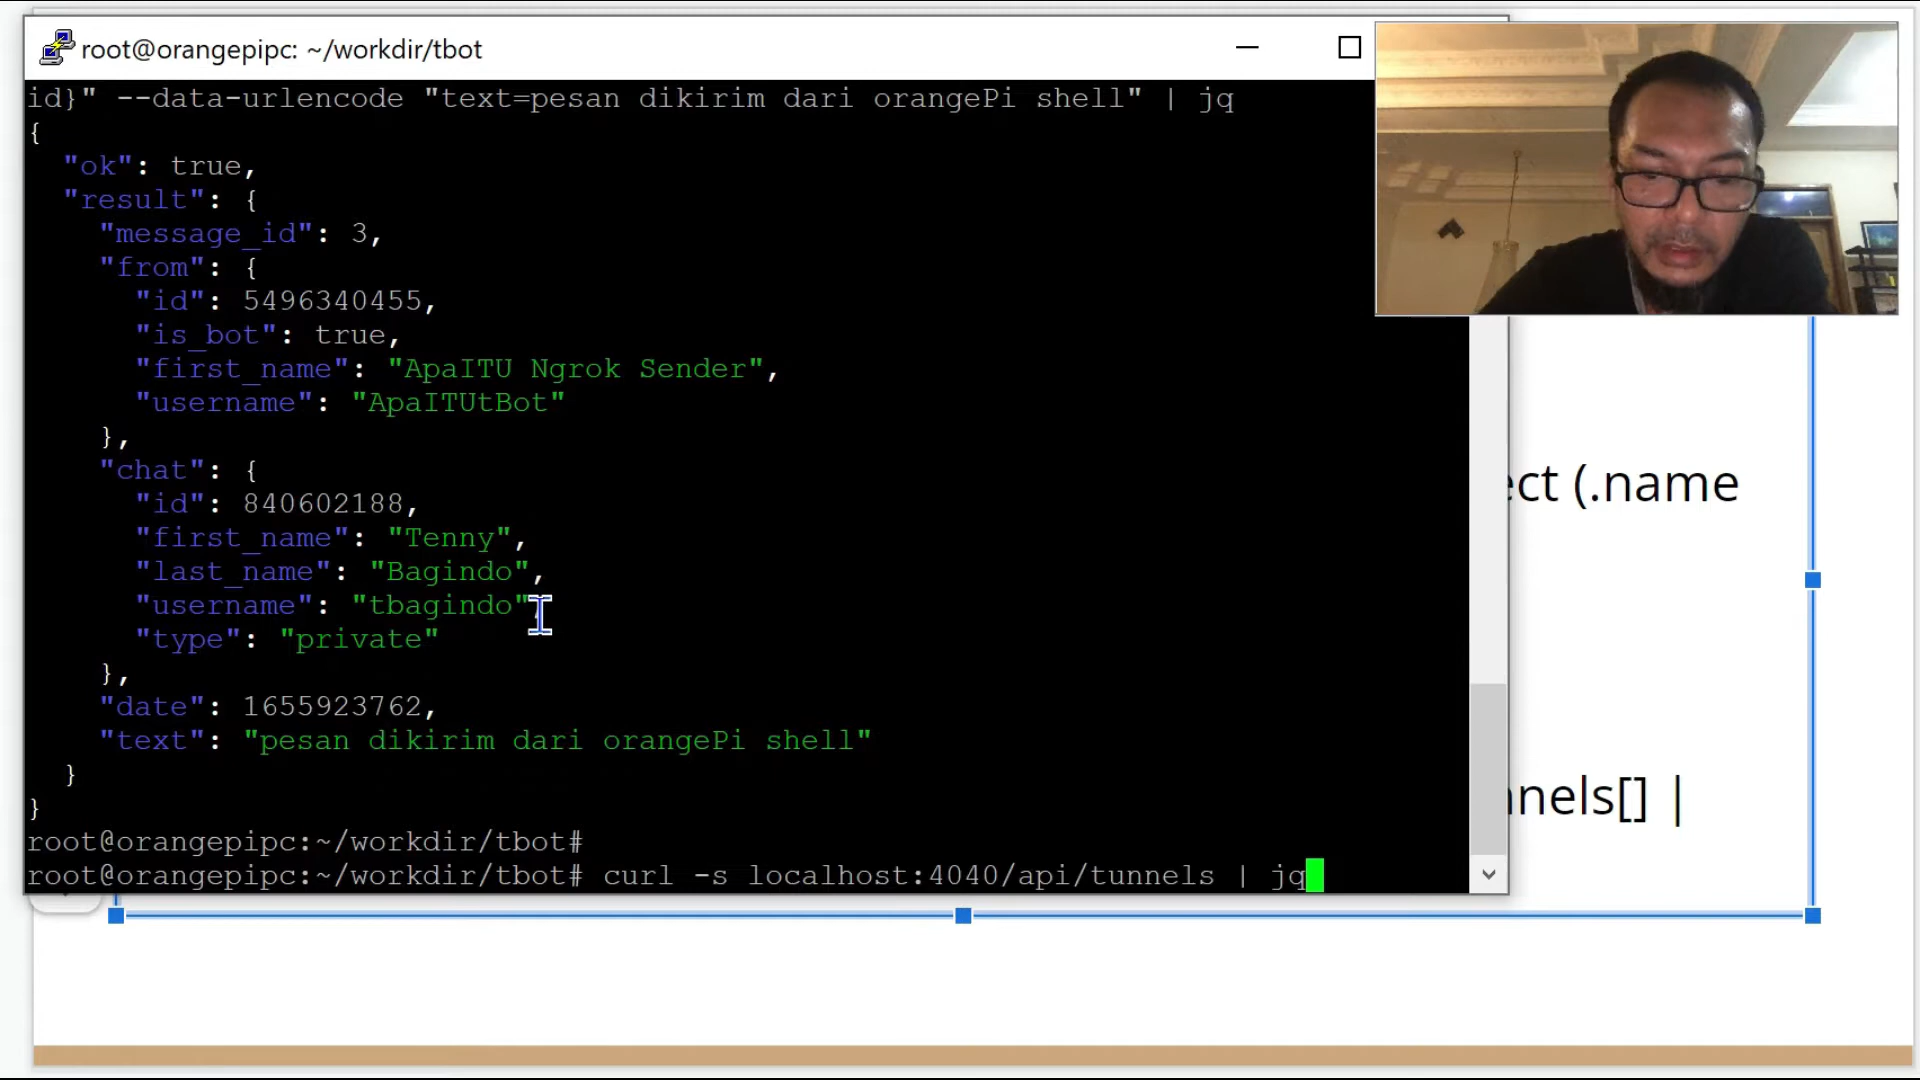 root@orangepipc: ~/workdir/tbot
id}" --data-urlencode "text=pesan dikirim dari orangePi shell" | jq
{
"ok": true,
"result": {
"message_id": 3,
"from": {
"id": 5496340455,
"is_bot": true,
"first_name": "ApaITU Ngrok Sender",
"username": "ApaITUtBot"
},
"chat": {
"id": 840602188,
"first_name": "Tenny",
"last_name": "Bagindo",
"username": "tbagindo",
"type": "private"
},
"date": 1655923762,
"text": "pesan dikirim dari orangePi shell"
}
}
root@orangepipc:~/workdir/tbot#
root@orangepipc:~/workdir/tbot# curl -s localhost:4040/api/tunnels | jq
ect (.name
nnels[] |